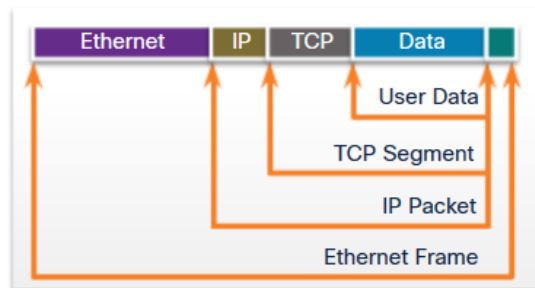 Ethernet IP TCP Data
User Data
TCP Segment
IP Packet
Ethernet Frame